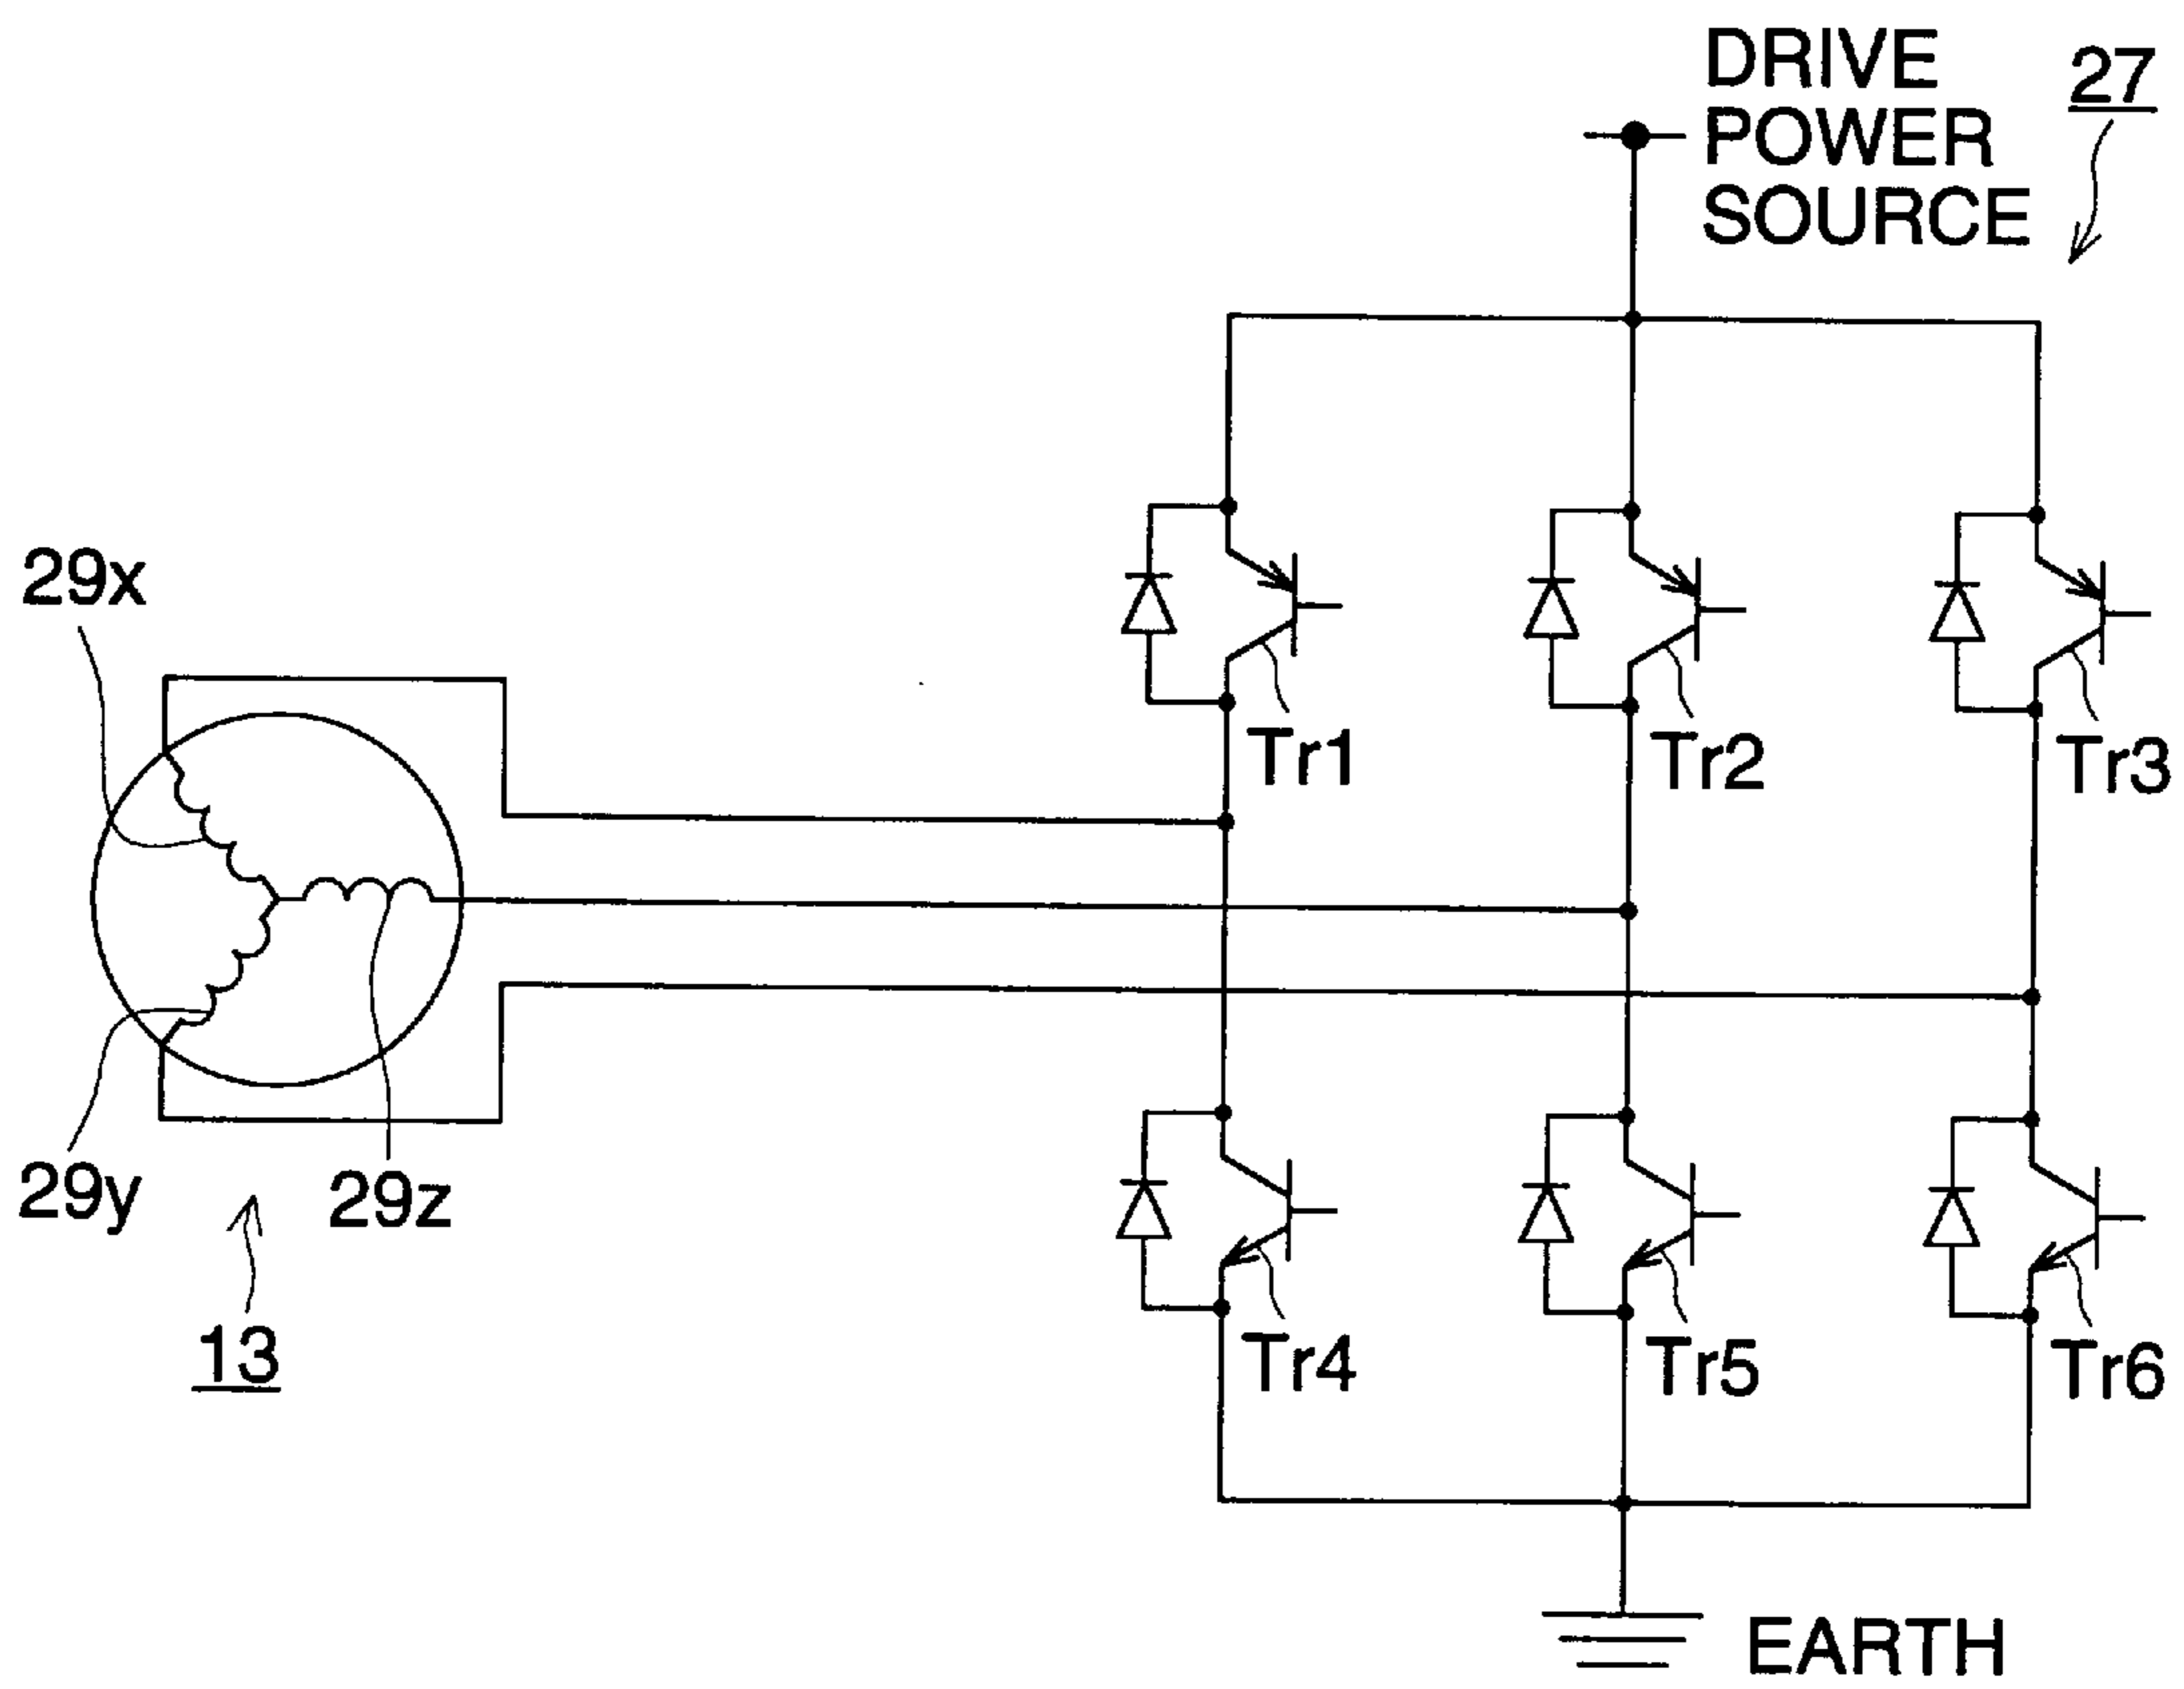 DRIVE
POWER
SOURCE
27
29x
Tr1
Tr2
Tr3
29y
29z
13
Tr4
Tr5
Tr6
EARTH